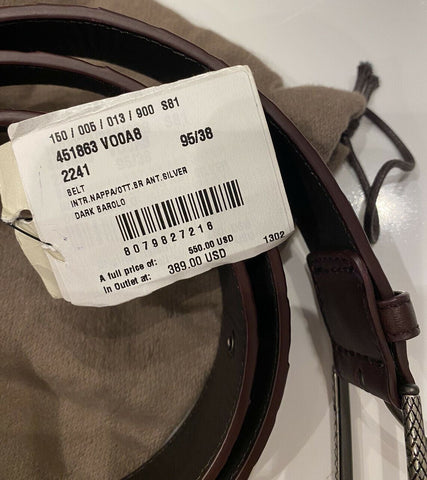 150 / 005 / 013 / 900 S81
451863 VO0A8 95/38
2241
BELT
INTR.NAPPA/OTT.BR ANT.SILVER
DARK BAROLO
8079827216
1302
A full price of: 550.00 USD
In Outlet at: 389.00 USD